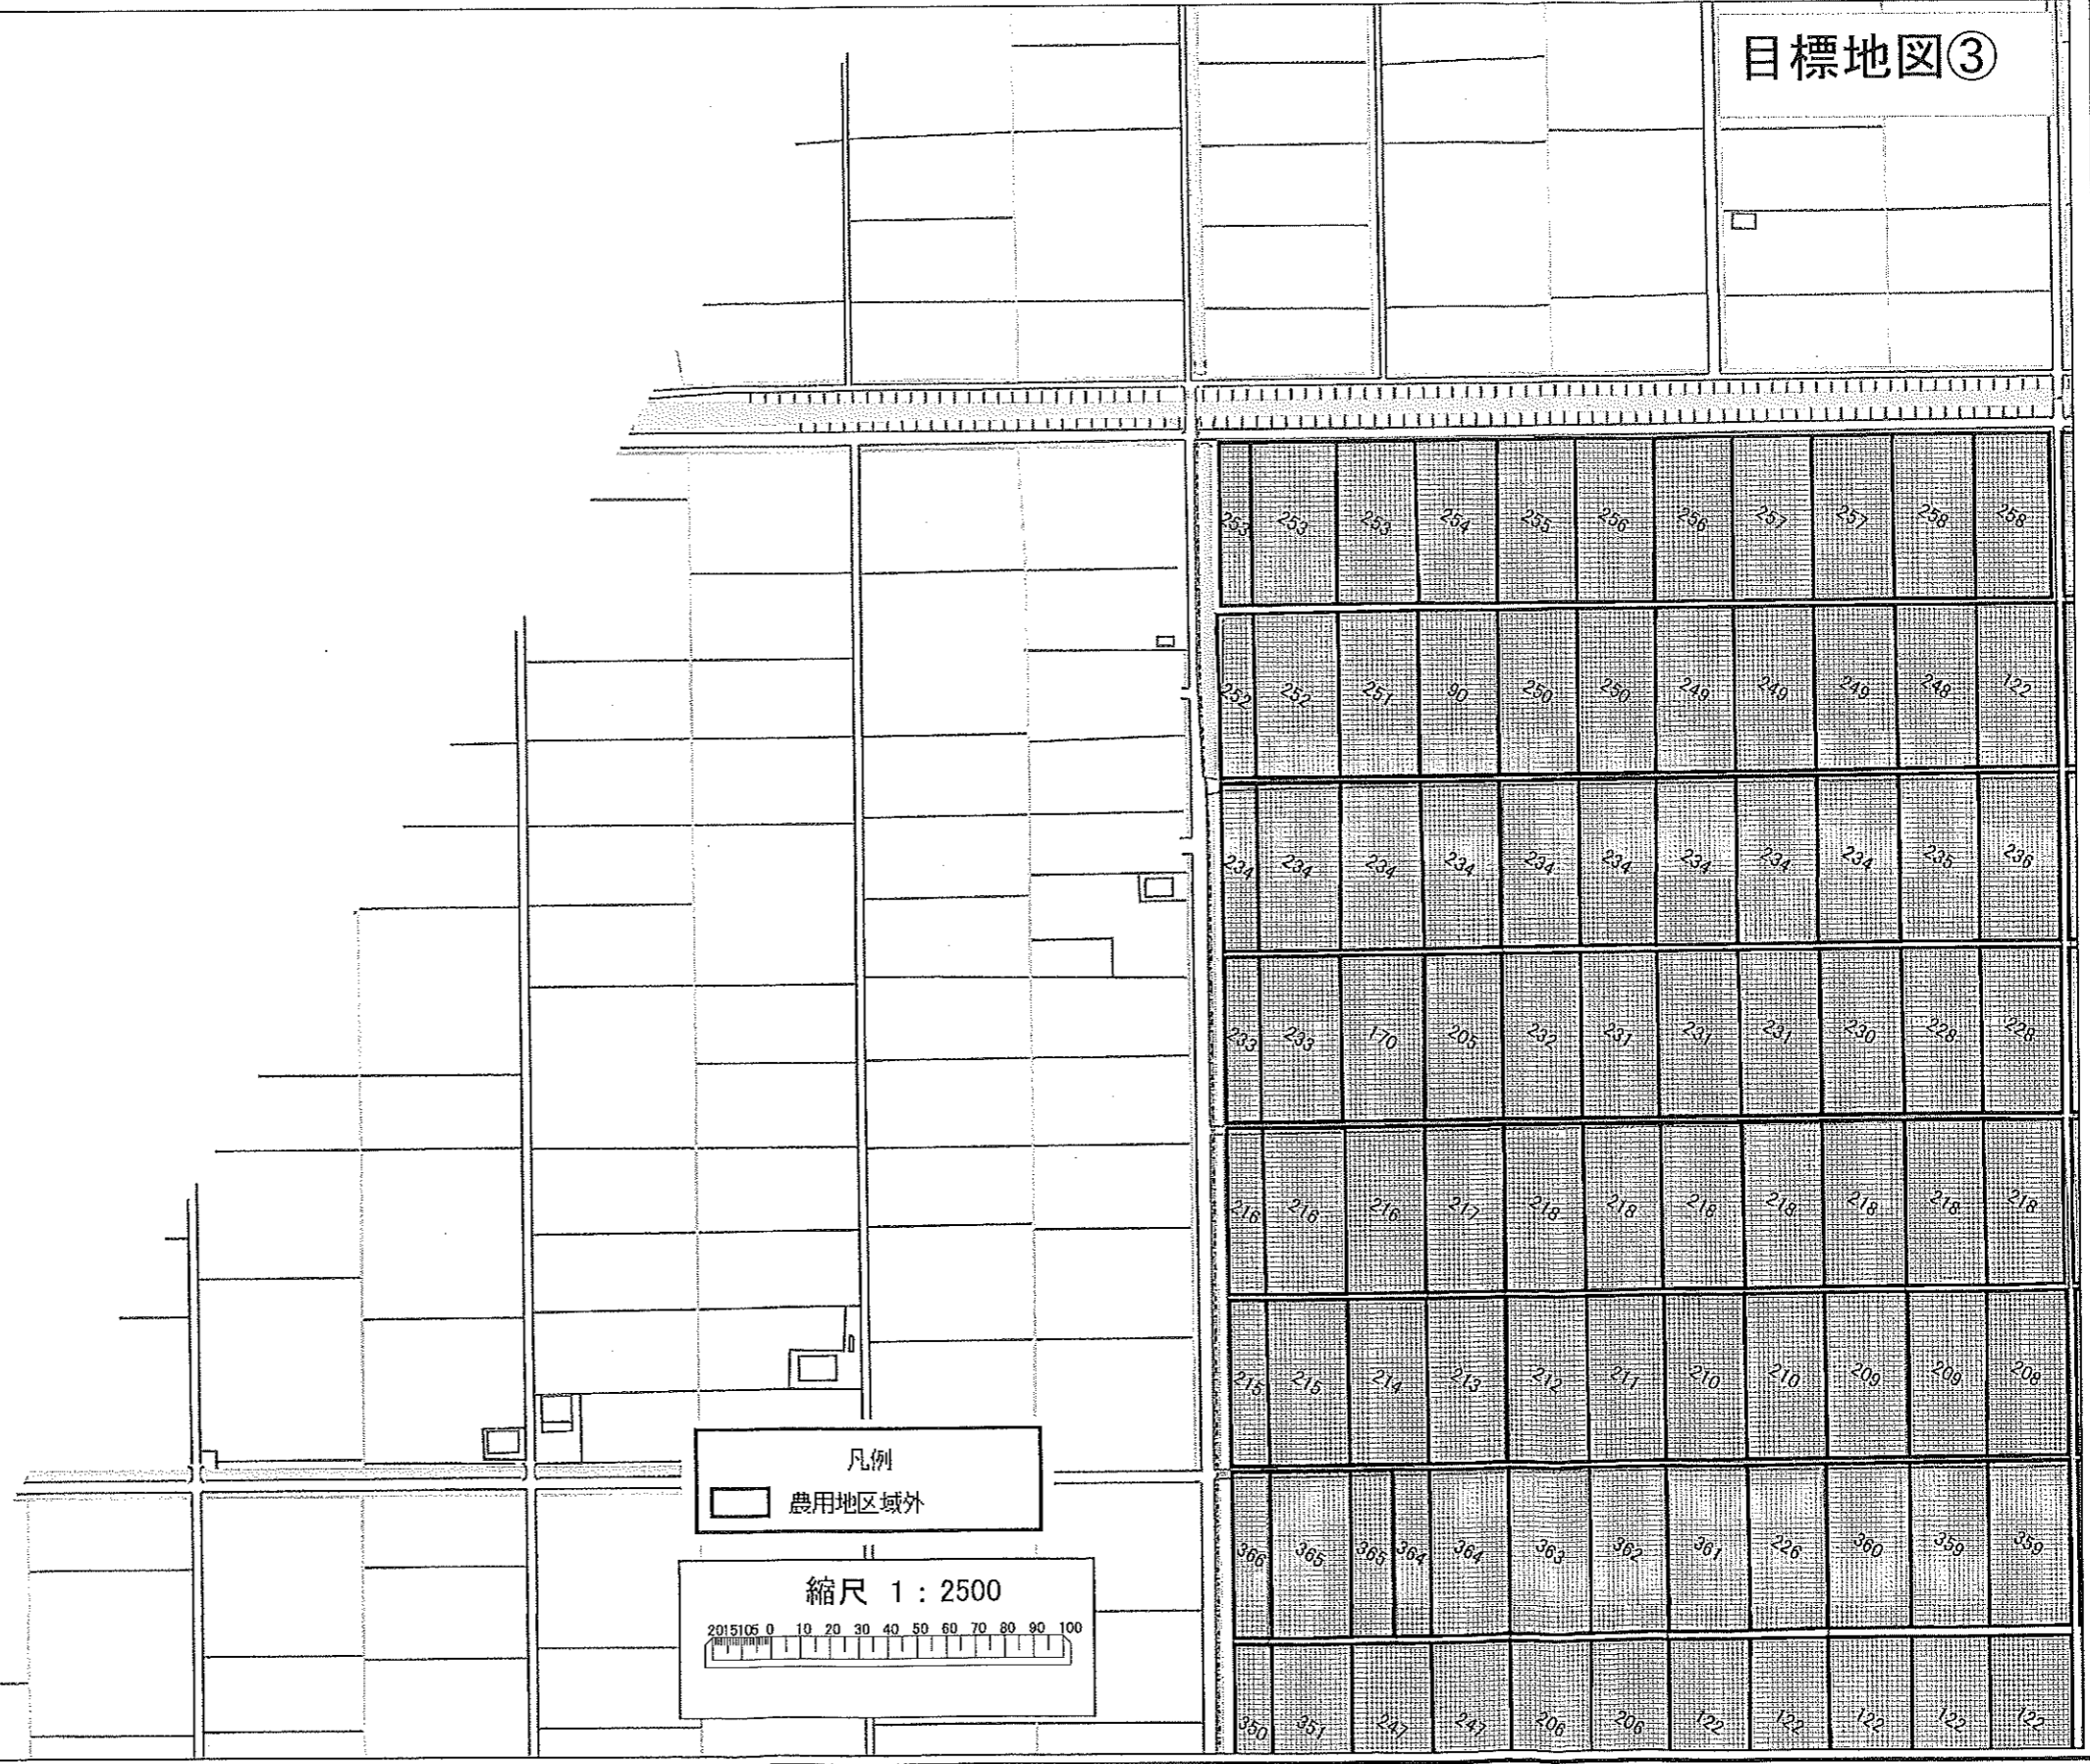 目標地図③
253 253 253 254 255 256 256 257 257 258 258
252 252 251 90 250 250 249 249 249 248 122
234 234 234 234 234 234 234 234 234 235 236
233 233 170 205 232 231 231 231 230 228 228
216 216 216 217 218 218 218 218 218 218 218
215 215 214 213 212 211 210 210 209 209 208
凡例
農用地区域外
366 365 365 364 364 363 362 361 226 360 359 359
縮尺 1:2500
20 15 10 5 0 10 20 30 40 50 60 70 80 90 100
350 351 247 247 206 206 122 122 122 122 122